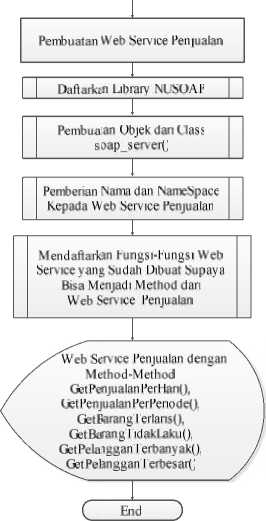 Pembuatan Web Service Penjualan
Daftarkan Library NUSOAP
Pembuatan Objek dari Class
soap_server()
Pemberian Nama dan NameSpace
Kepada Web Service Penjualan
Mendaftarkan Fungsi-Fungsi Web
Service yang Sudah Dibuat Supaya
Bisa Menjadi Method dari
Web Service Penjualan
Web Service Penjualan dengan
Method-Method
GetPenjualanPerHari(),
GetPenjualanPerPeriode(),
GetBarangTerlaris(),
GetBarangTidakLaku(),
GetPelangganTerbanyak(),
GetPelangganTerbesar()
End